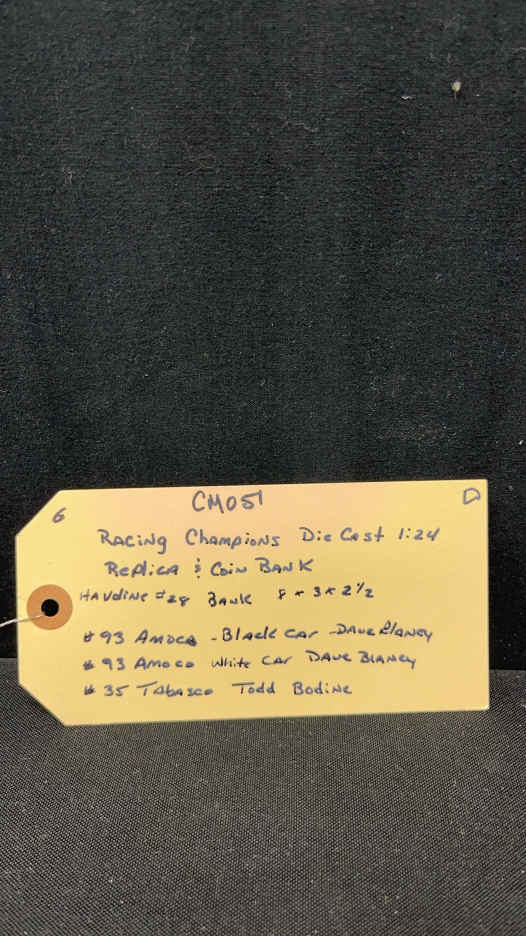 CM051
6
D
Racing Champions Die Cast 1:24
Replica & Coin Bank
Havoline #28 Bank 8 x 3 x 2 1/2
#93 Amoco - Black Car - Dave Blaney
#93 Amoco White Car Dave Blaney
#35 Tabasco Todd Bodine